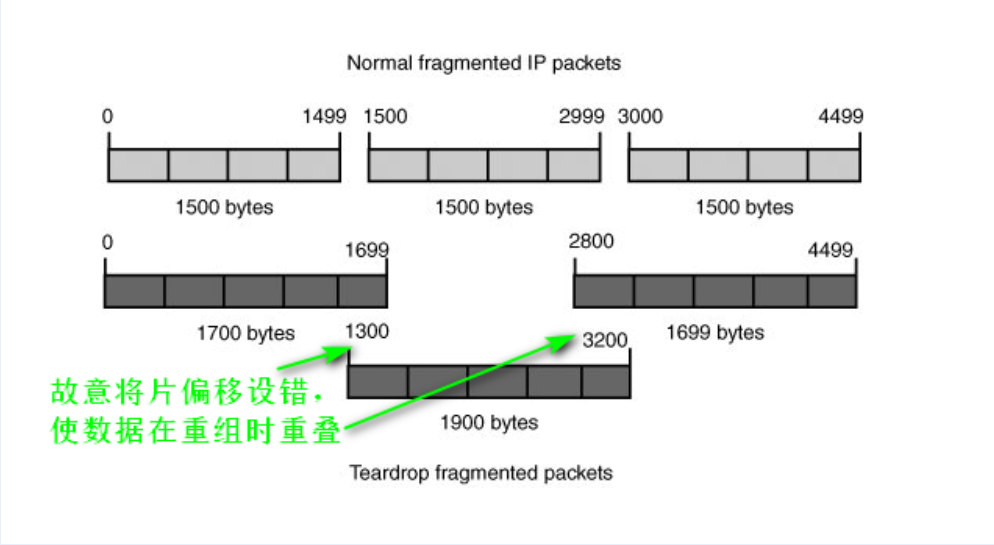 Normal fragmented IP packets
0 1499 1500 2999 3000 4499
1500 bytes 1500 bytes 1500 bytes
0 1699 2800 4499
1700 bytes 1300 3200 1699 bytes
故意将片偏移设错，
使数据在重组时重叠
1900 bytes
Teardrop fragmented packets